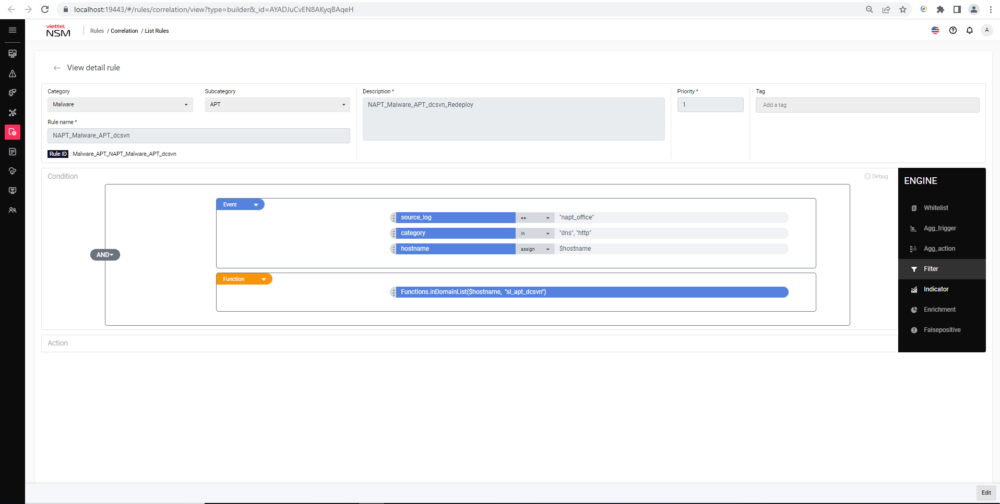 localhost:19443/#/rules/correlation/view?type=builder&_id=AYADJuCvEN8AKyqBAqeH
viettel
NSM
Rules / Correlation / List Rules
A
← View detail rule
Category
Malware
Subcategory
APT
Rule name *
NAPT_Malware_APT_dcsvn
Rule ID : Malware_APT_NAPT_Malware_APT_dcsvn
Description *
NAPT_Malware_APT_dcsvn_Redeploy
Priority *
1
Tag
Add a tag
Condition
Debug
AND
Event
source_log == "napt_office"
category in "dns", "http"
hostname assign $hostname
Function
Functions.inDomainList($hostname, "sl_apt_dcsvn")
Action
ENGINE
Whitelist
Agg_trigger
Agg_action
Filter
Indicator
Enrichment
Falsepositive
Edit